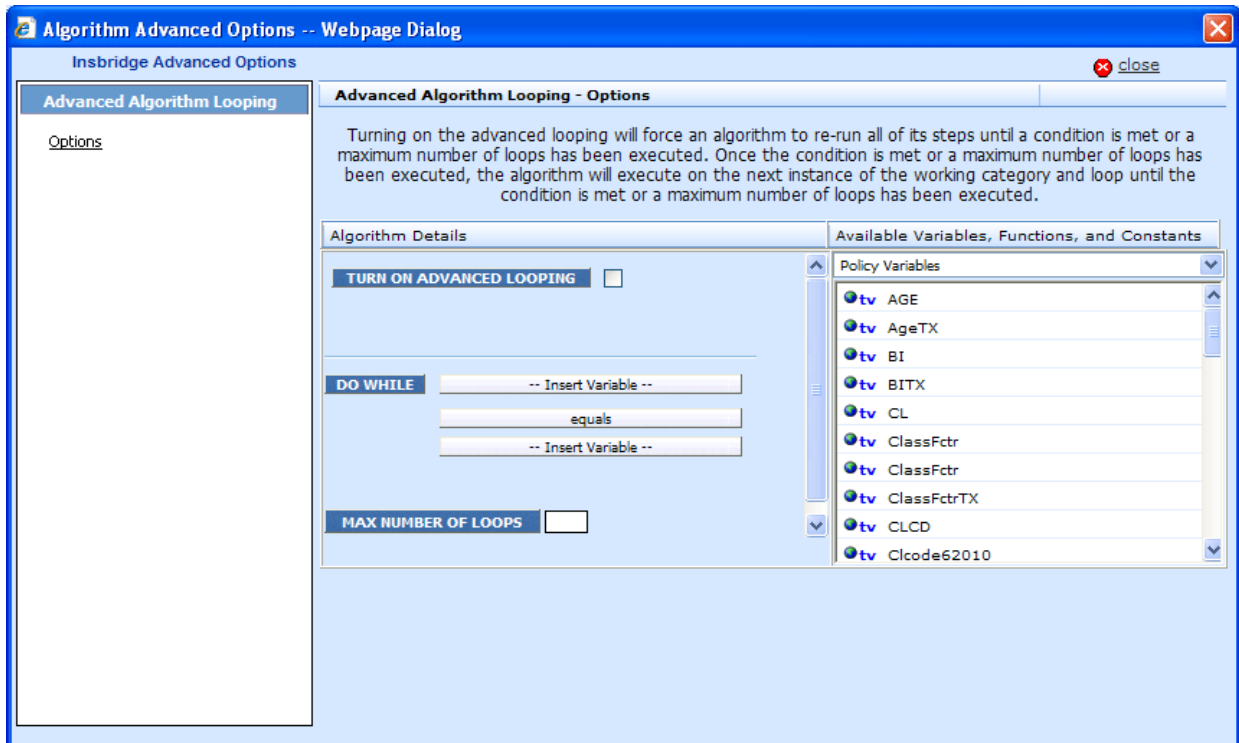 Algorithm Advanced Options -- Webpage Dialog
Insbridge Advanced Options
close
Advanced Algorithm Looping
Options
Advanced Algorithm Looping - Options
Turning on the advanced looping will force an algorithm to re-run all of its steps until a condition is met or a
maximum number of loops has been executed. Once the condition is met or a maximum number of loops has
been executed, the algorithm will execute on the next instance of the working category and loop until the
condition is met or a maximum number of loops has been executed.
Algorithm Details
TURN ON ADVANCED LOOPING
DO WHILE
-- Insert Variable --
equals
-- Insert Variable --
MAX NUMBER OF LOOPS
Available Variables, Functions, and Constants
Policy Variables
tv AGE
tv AgeTX
tv BI
tv BITX
tv CL
tv ClassFctr
tv ClassFctr
tv ClassFctrTX
tv CLCD
tv Clcode62010